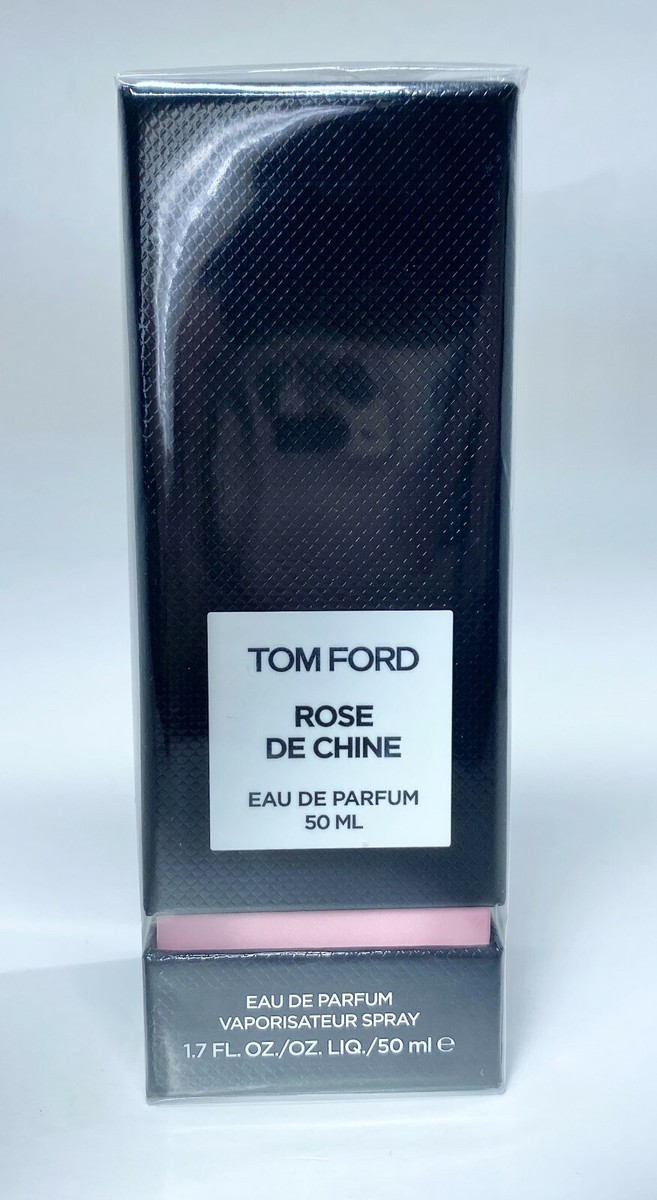 TOM FORD
ROSE
DE CHINE
EAU DE PARFUM
50 ML
EAU DE PARFUM
VAPORISATEUR SPRAY
1.7 FL. OZ./OZ. LIQ./50 ml ℮